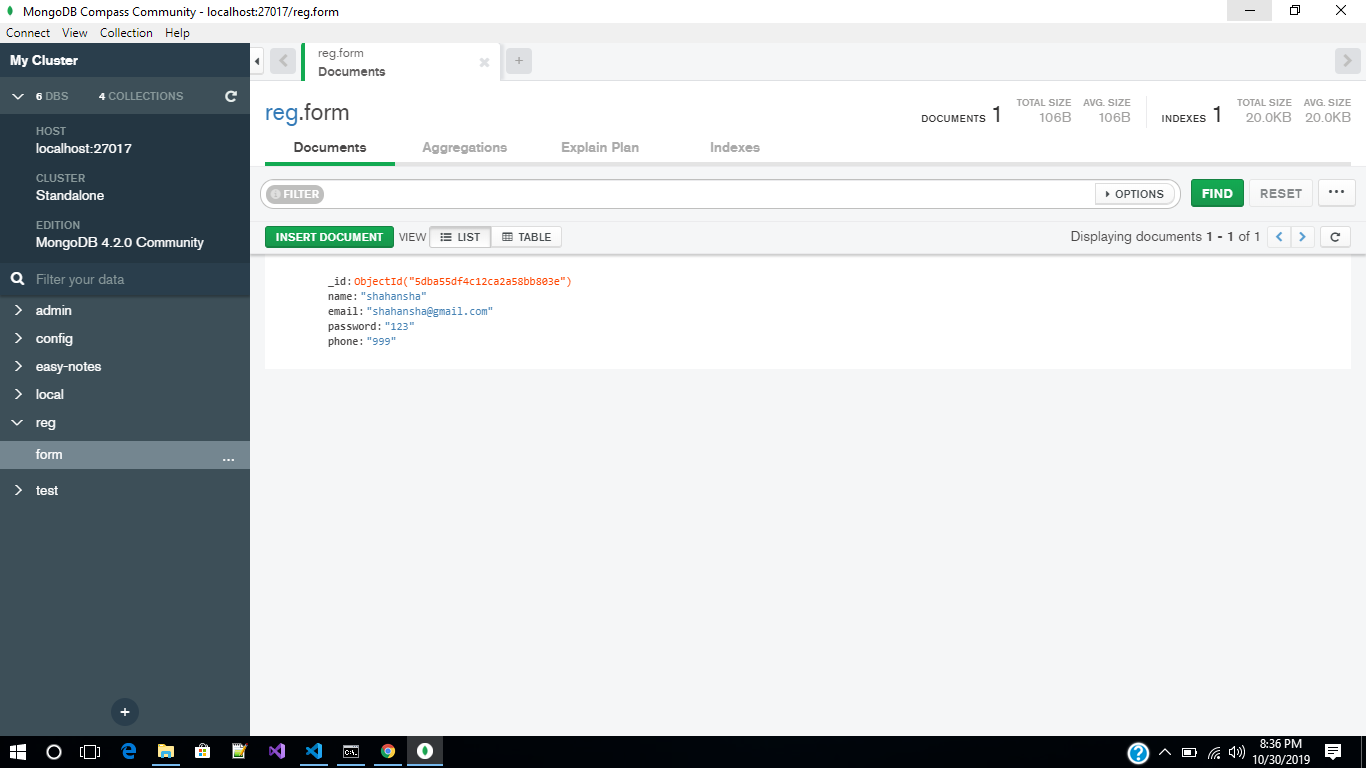 MongoDB Compass Community - localhost:27017/reg.form
Connect View Collection Help
My Cluster
6 DBS 4 COLLECTIONS
HOST
localhost:27017
CLUSTER
Standalone
EDITION
MongoDB 4.2.0 Community
Filter your data
admin
config
easy-notes
local
reg
form ...
test
+
reg.form
Documents
+
reg.form
DOCUMENTS 1 TOTAL SIZE 106B AVG. SIZE 106B INDEXES 1 TOTAL SIZE 20.0KB AVG. SIZE 20.0KB
Documents Aggregations Explain Plan Indexes
FILTER OPTIONS FIND RESET ...
INSERT DOCUMENT VIEW LIST TABLE Displaying documents 1 - 1 of 1
_id:ObjectId("5dba55df4c12ca2a58bb803e")
name:"shahansha"
email:"shahansha@gmail.com"
password:"123"
phone:"999"
8:36 PM
10/30/2019